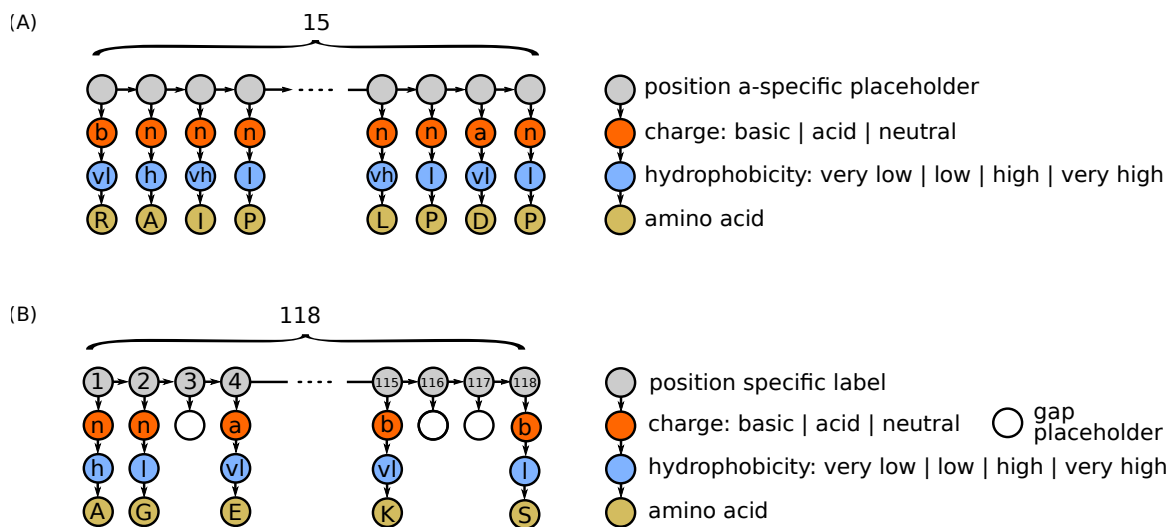 (A)
15
position a-specific placeholder
b n n n n n a n charge: basic | acid | neutral
vl h vh l vh l vl l hydrophobicity: very low | low | high | very high
R A I P L P D P amino acid
(B)
118
1 2 3 4 115 116 117 118 position specific label
n n a b b charge: basic | acid | neutral gap placeholder
h l vl vl l hydrophobicity: very low | low | high | very high
A G E K S amino acid